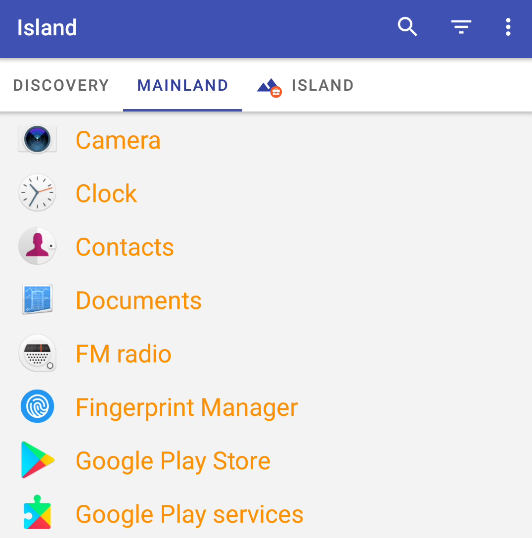 Island
DISCOVERY MAINLAND ISLAND
Camera
Clock
Contacts
Documents
FM radio
Fingerprint Manager
Google Play Store
Google Play services